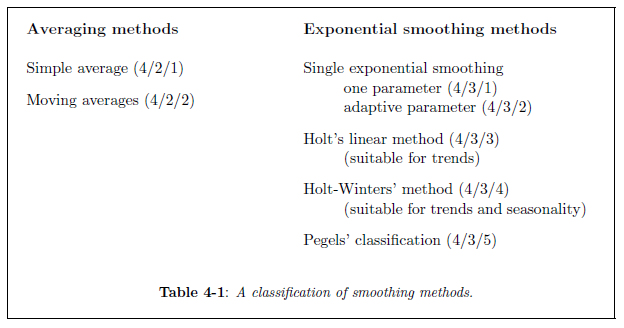 Averaging methods
Simple average (4/2/1)
Moving averages (4/2/2)
Exponential smoothing methods
Single exponential smoothing
one parameter (4/3/1)
adaptive parameter (4/3/2)
Holt's linear method (4/3/3)
(suitable for trends)
Holt-Winters' method (4/3/4)
(suitable for trends and seasonality)
Pegels' classification (4/3/5)
Table 4-1: A classification of smoothing methods.